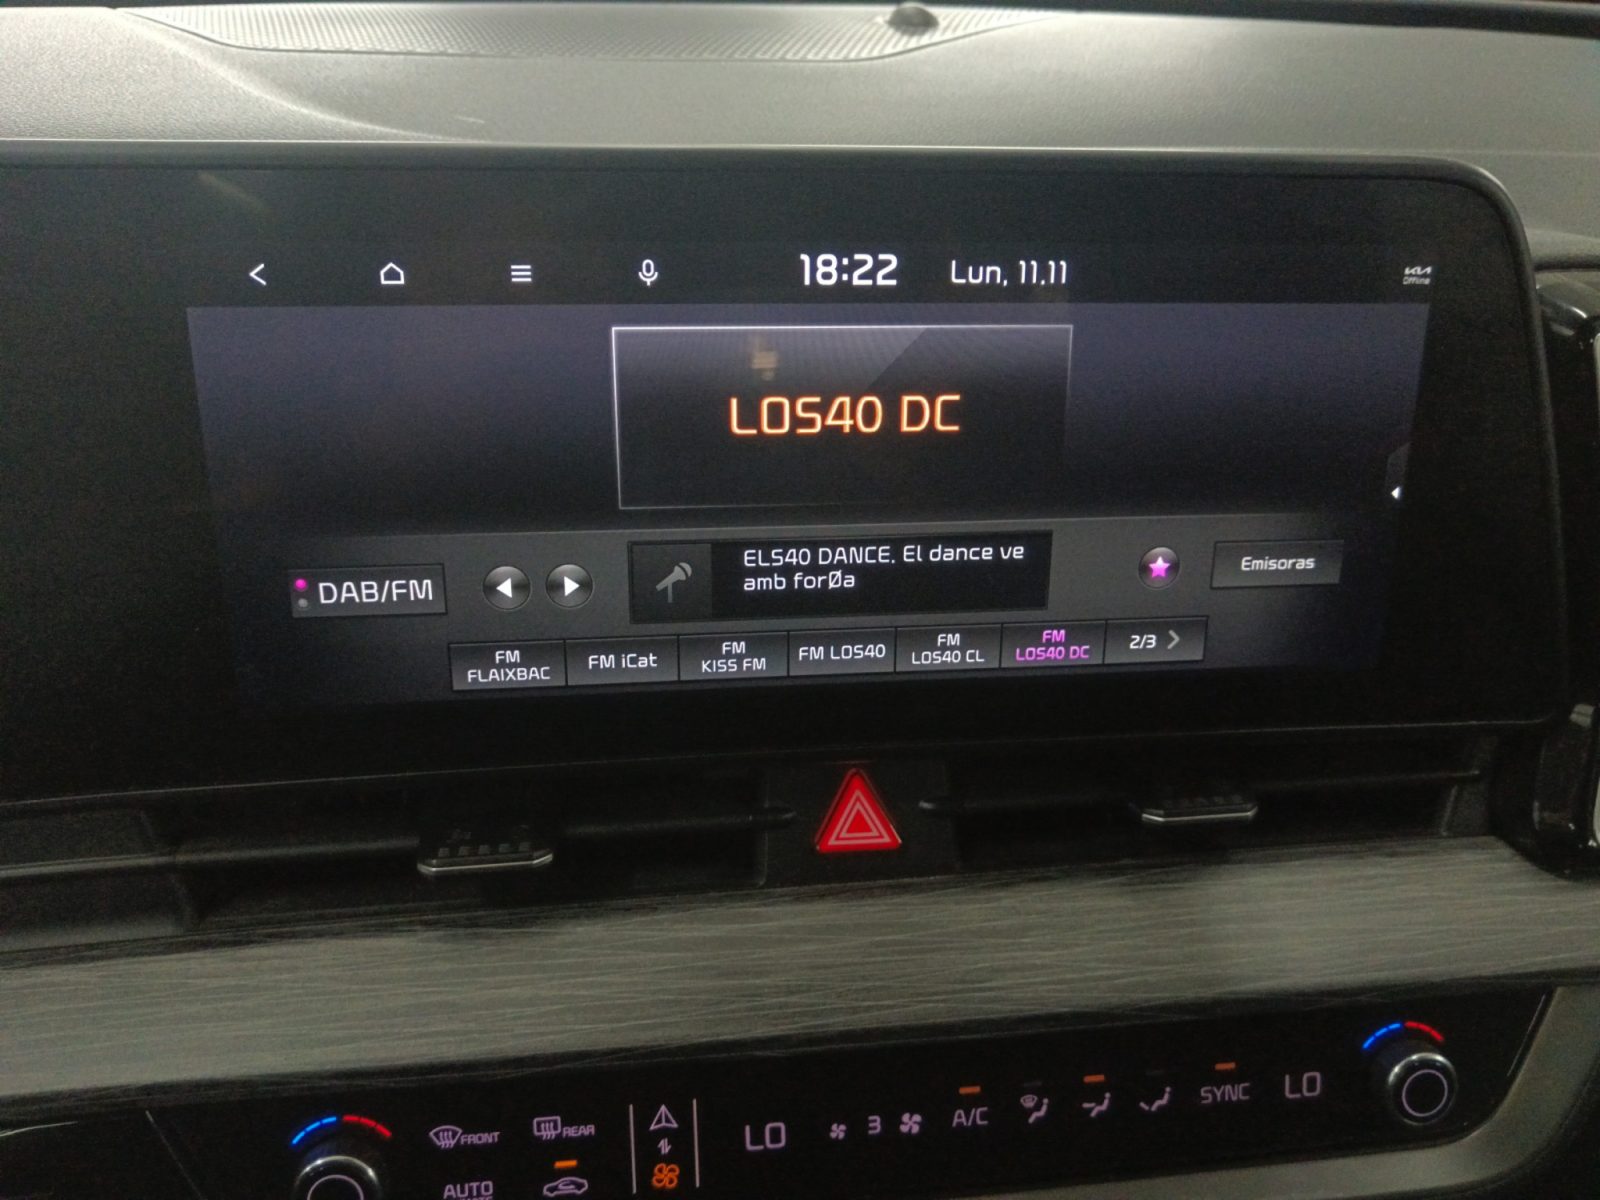 18:22 Lun, 11.11
KIA
Offline
LOS40 DC
DAB/FM
ELS40 DANCE. El dance ve
amb forØa
Emisoras
FM
FLAIXBAC
FM iCat
FM
KISS FM
FM LOS40
FM
LOS40 CL
FM
LOS40 DC
2/3
FRONT
REAR
AUTO
LO
3
A/C
SYNC
LO